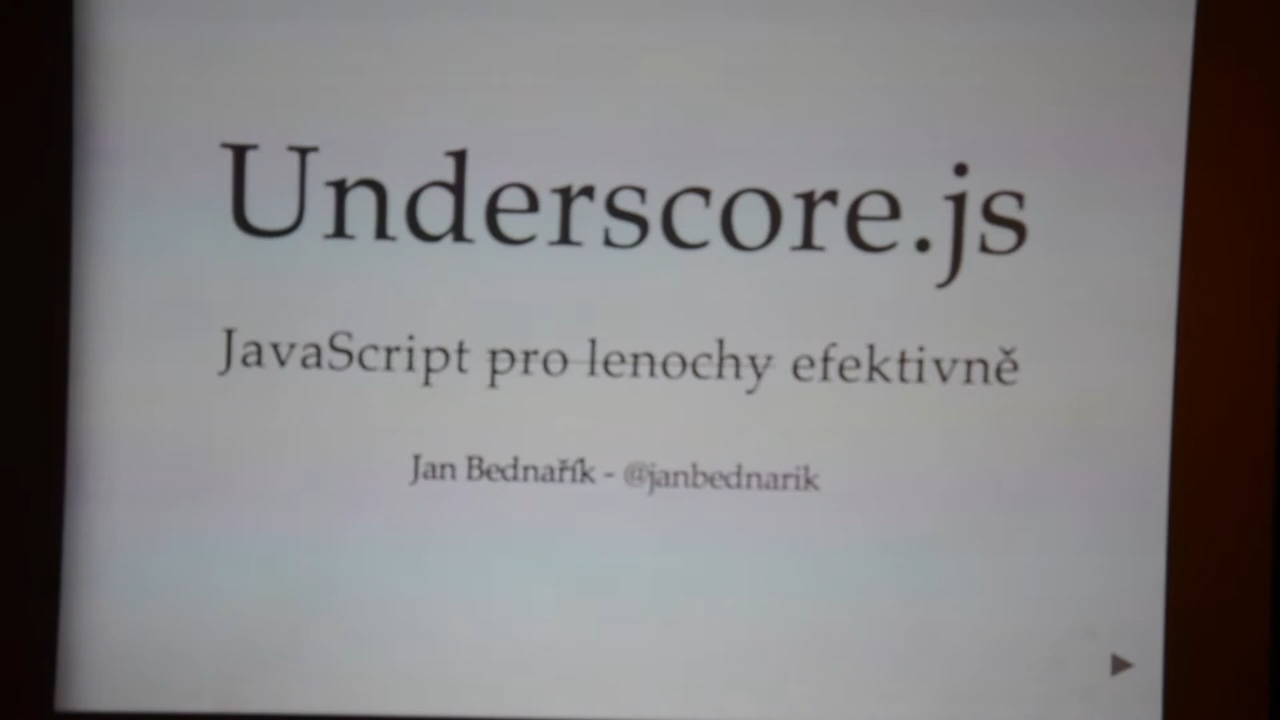 Underscore.js
JavaScript pro lenochy efektivně
Jan Bednařík - @janbednarik